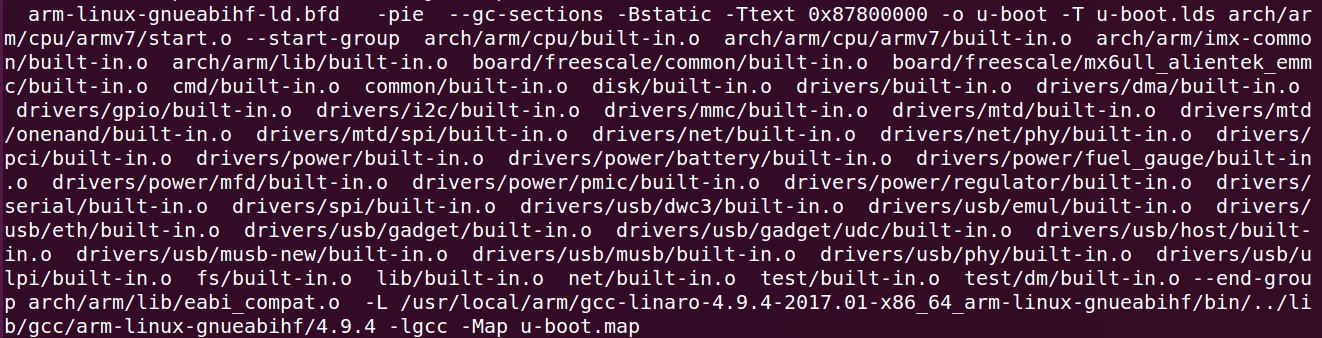 arm-linux-gnueabihf-ld.bfd   -pie  --gc-sections -Bstatic -Ttext 0x87800000 -o u-boot -T u-boot.lds arch/ar
m/cpu/armv7/start.o --start-group  arch/arm/cpu/built-in.o  arch/arm/cpu/armv7/built-in.o  arch/arm/imx-commo
n/built-in.o  arch/arm/lib/built-in.o  board/freescale/common/built-in.o  board/freescale/mx6ull_alientek_emm
c/built-in.o  cmd/built-in.o  common/built-in.o  disk/built-in.o  drivers/built-in.o  drivers/dma/built-in.o
 drivers/gpio/built-in.o  drivers/i2c/built-in.o  drivers/mmc/built-in.o  drivers/mtd/built-in.o  drivers/mtd
/onenand/built-in.o  drivers/mtd/spi/built-in.o  drivers/net/built-in.o  drivers/net/phy/built-in.o  drivers/
pci/built-in.o  drivers/power/built-in.o  drivers/power/battery/built-in.o  drivers/power/fuel_gauge/built-in
.o  drivers/power/mfd/built-in.o  drivers/power/pmic/built-in.o  drivers/power/regulator/built-in.o  drivers/
serial/built-in.o  drivers/spi/built-in.o  drivers/usb/dwc3/built-in.o  drivers/usb/emul/built-in.o  drivers/
usb/eth/built-in.o  drivers/usb/gadget/built-in.o  drivers/usb/gadget/udc/built-in.o  drivers/usb/host/built-
in.o  drivers/usb/musb-new/built-in.o  drivers/usb/musb/built-in.o  drivers/usb/phy/built-in.o  drivers/usb/u
lpi/built-in.o  fs/built-in.o  lib/built-in.o  net/built-in.o  test/built-in.o  test/dm/built-in.o --end-grou
p arch/arm/lib/eabi_compat.o  -L /usr/local/arm/gcc-linaro-4.9.4-2017.01-x86_64_arm-linux-gnueabihf/bin/../li
b/gcc/arm-linux-gnueabihf/4.9.4 -lgcc -Map u-boot.map